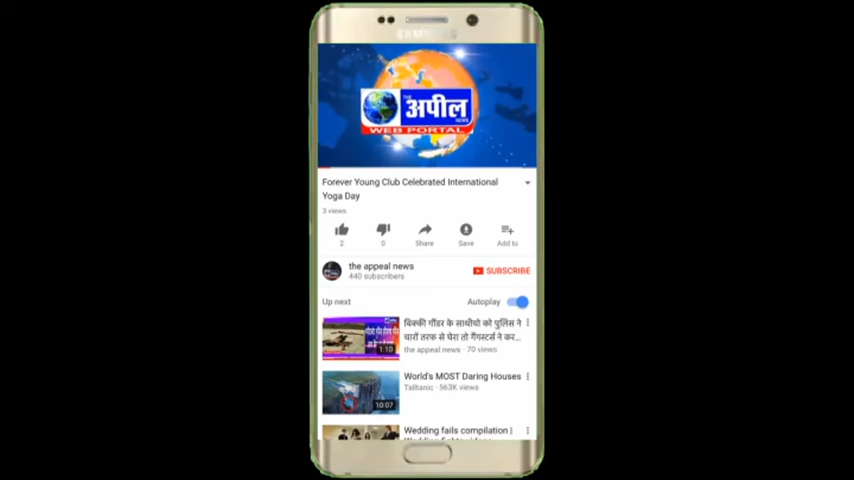 SAMSUNG
THE
अपील
न्यूज
WEB PORTAL
Forever Young Club Celebrated International
Yoga Day
3 views
2
0
Share
Save
Add to
the appeal news
440 subscribers
SUBSCRIBE
Up next
Autoplay
विक्की गौंडर के साथीयो को पुलिस ने
चारों तरफ से घेरा तो गैंगस्टर्स ने कर...
the appeal news · 70 views
1:10
World's MOST Daring Houses
Talltanic · 563K views
10:07
Wedding fails compilation |